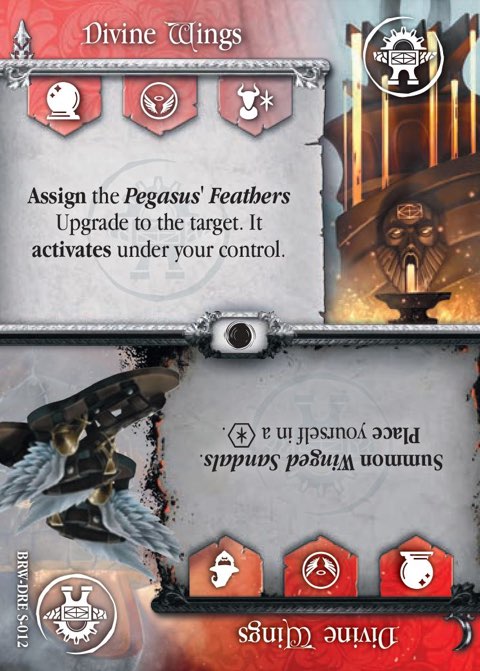 Divine Wings
Assign the Pegasus' Feathers
Upgrade to the target. It
activates under your control.
Summon Winged Sandals.
Place yourself in a .
Divine Wings
BRW-DRE S-012